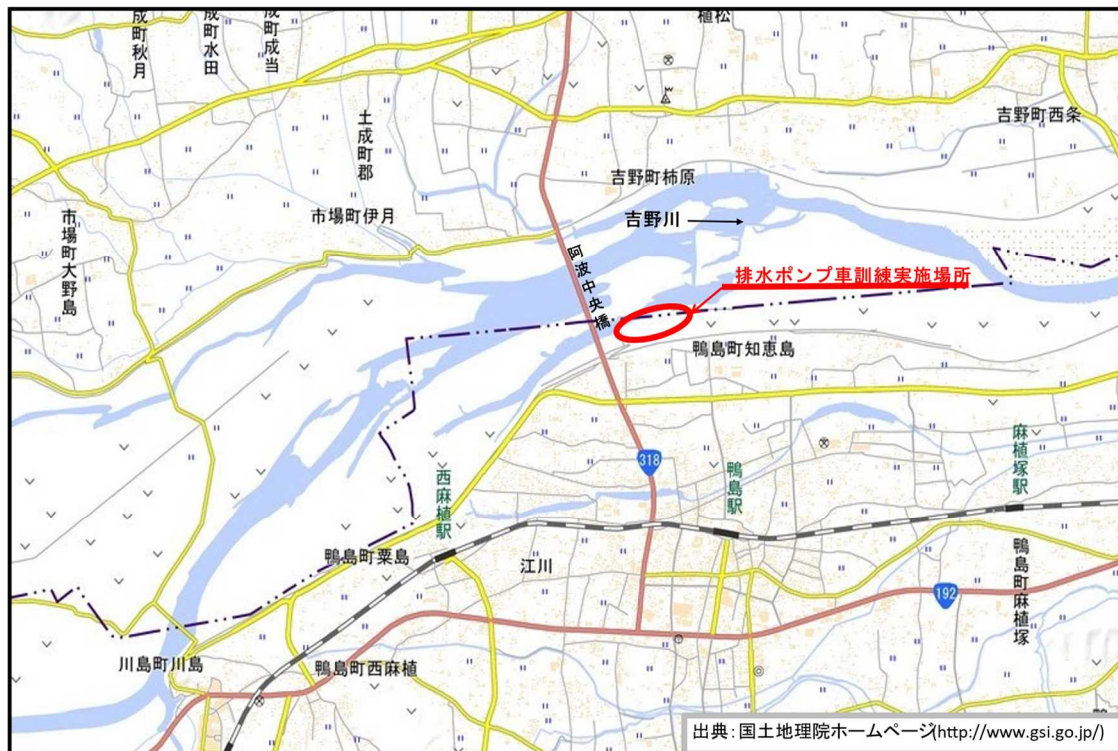 成町秋月
成町水田
成町成当
植松
土成町郡
吉野町西条
吉野町柿原
市場町伊月
吉野川
市場町大野島
阿波中央橋
排水ポンプ車訓練実施場所
鴨島町知恵島
318
西麻植駅
鴨島駅
麻植塚駅
鴨島町粟島
江川
鴨島町麻植塚
192
川島町川島
鴨島町西麻植
出典:国土地理院ホームページ(http://www.gsi.go.jp/)